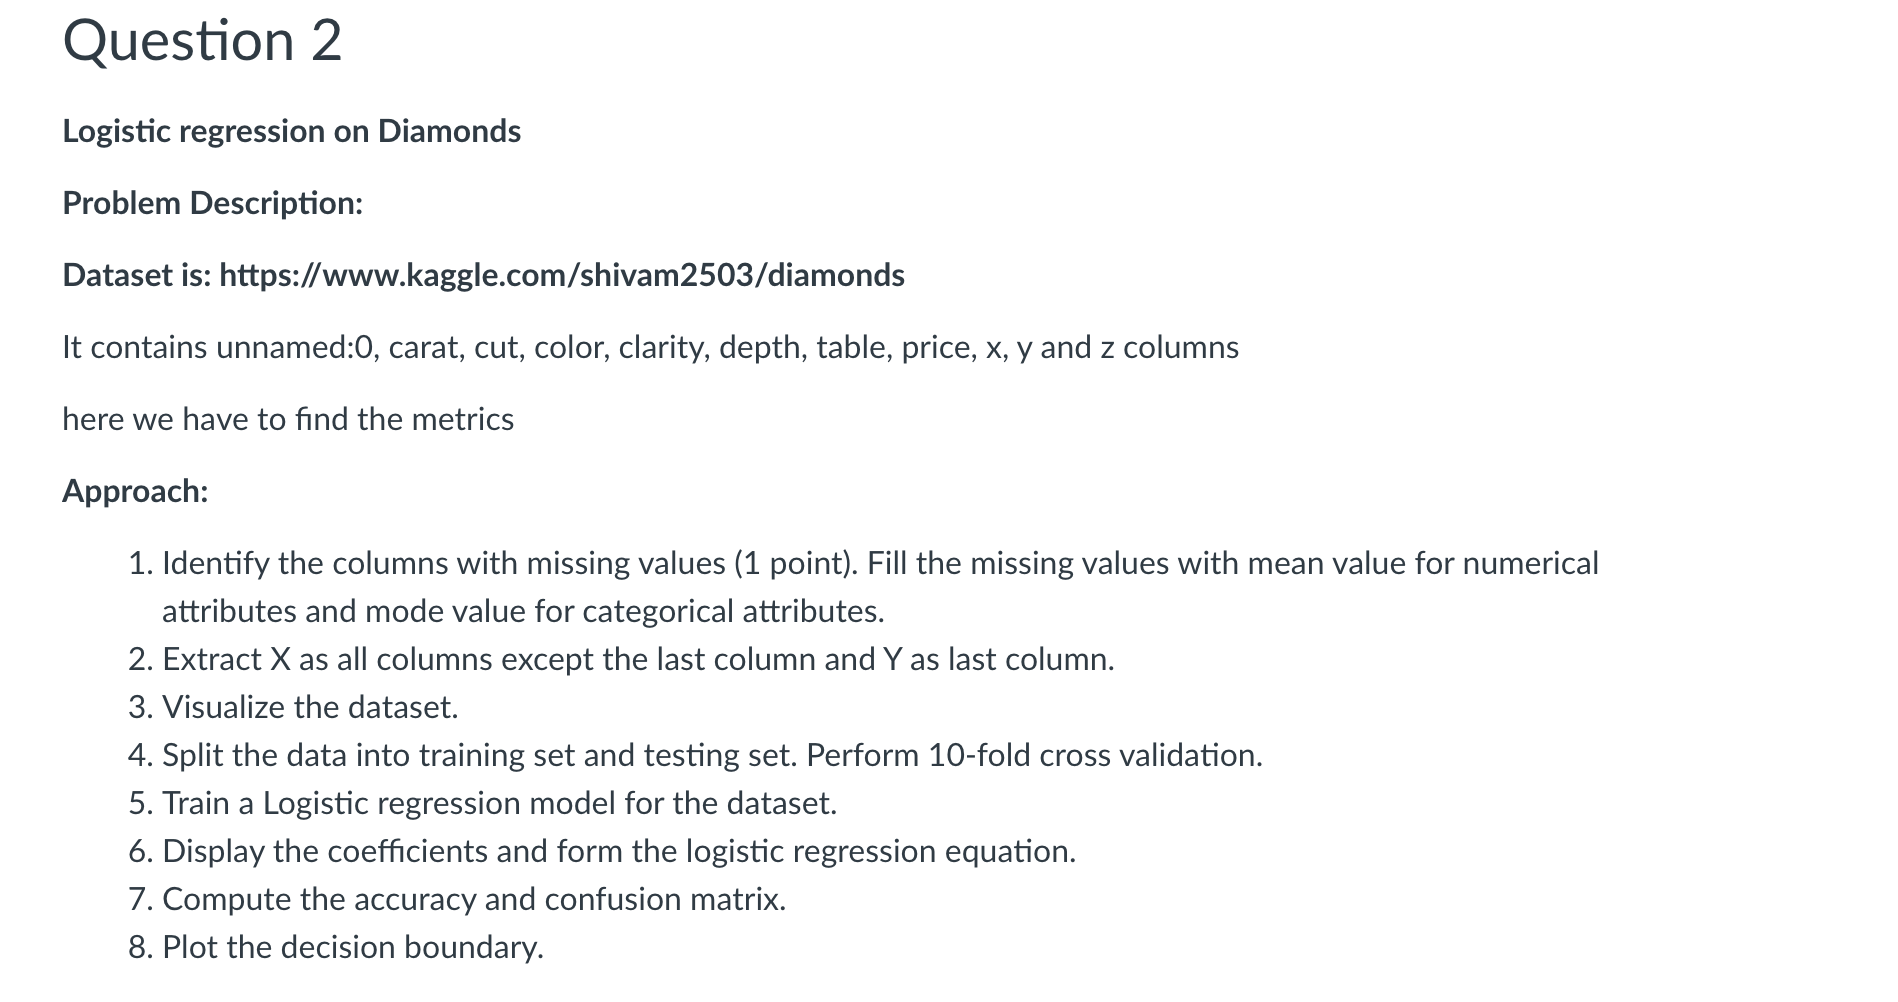 Question 2
Logistic regression on Diamonds
Problem Description:
Dataset is: https://www.kaggle.com/shivam2503/diamonds
It contains unnamed:0, carat, cut, color, clarity, depth, table, price, x, y and z columns
here we have to find the metrics
Approach:
1. Identify the columns with missing values (1 point). Fill the missing values with mean value for numerical
attributes and mode value for categorical attributes.
2. Extract X as all columns except the last column and Y as last column.
3. Visualize the dataset.
4. Split the data into training set and testing set. Perform 10-fold cross validation.
5. Train a Logistic regression model for the dataset.
6. Display the coefficients and form the logistic regression equation.
7. Compute the accuracy and confusion matrix.
8. Plot the decision boundary.